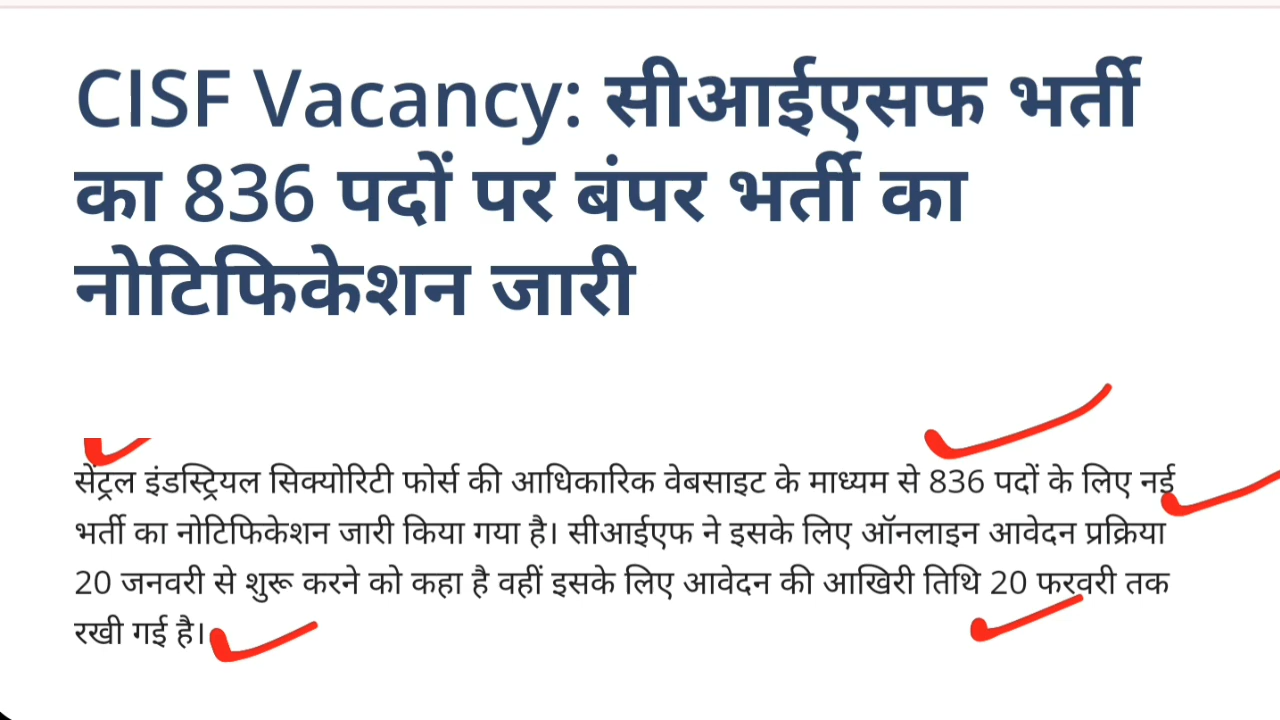 CISF Vacancy: सीआईएसफ भर्ती
का 836 पदों पर बंपर भर्ती का
नोटिफिकेशन जारी
सेंट्रल इंडस्ट्रियल सिक्योरिटी फोर्स की आधिकारिक वेबसाइट के माध्यम से 836 पदों के लिए नई
भर्ती का नोटिफिकेशन जारी किया गया है। सीआईएफ ने इसके लिए ऑनलाइन आवेदन प्रक्रिया
20 जनवरी से शुरू करने को कहा है वहीं इसके लिए आवेदन की आखिरी तिथि 20 फरवरी तक
रखी गई है।